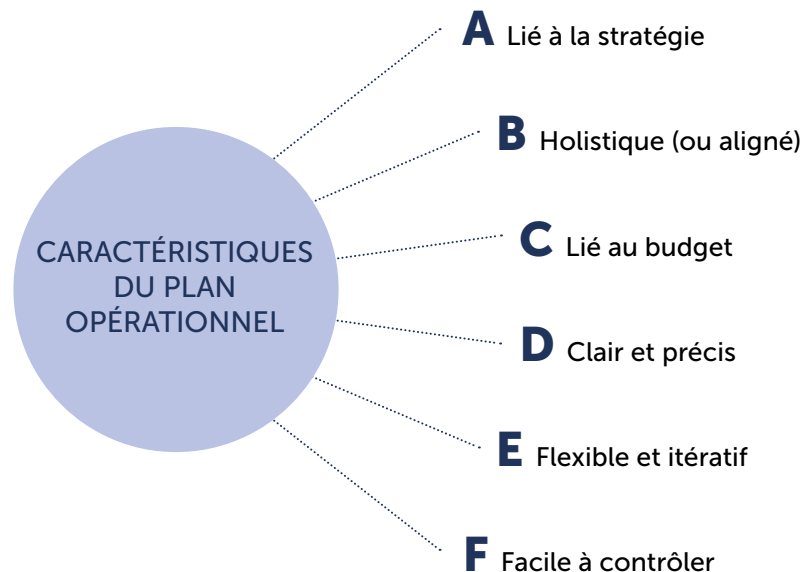 A Lié à la stratégie
B Holistique (ou aligné)
CARACTÉRISTIQUES
DU PLAN
OPÉRATIONNEL
C Lié au budget
D Clair et précis
E Flexible et itératif
F Facile à contrôler